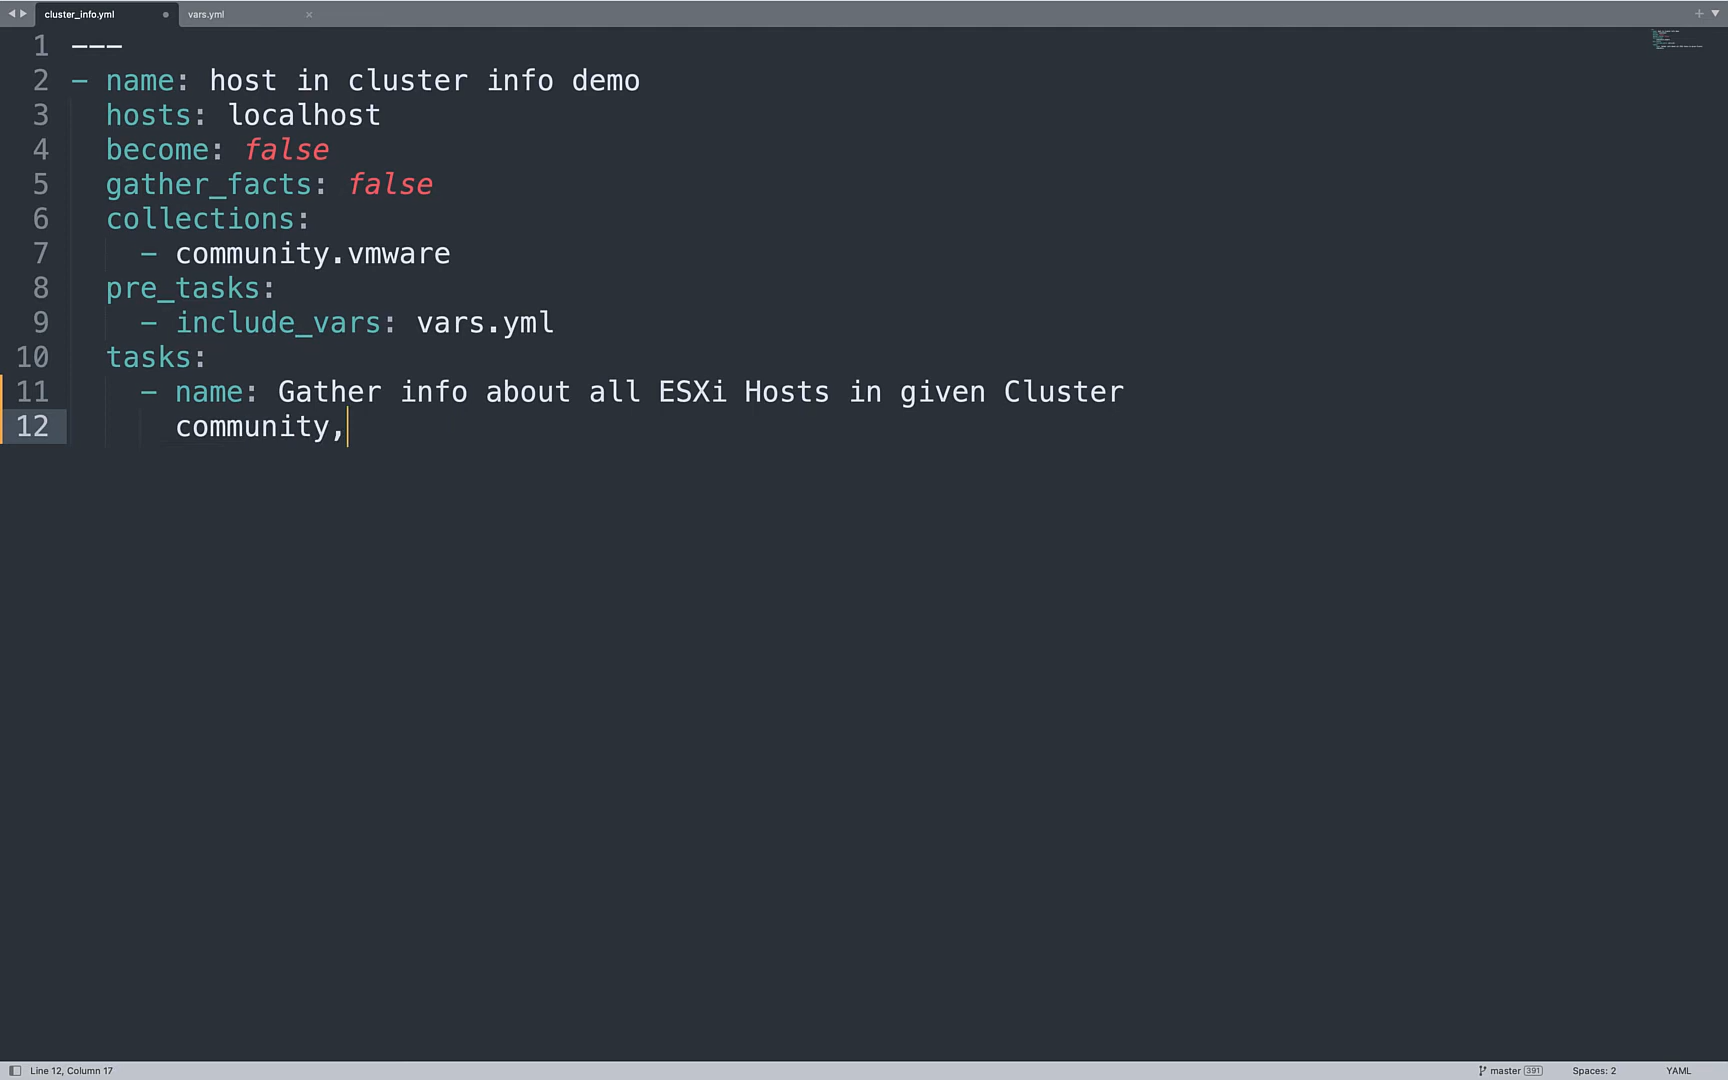 cluster_info.yml vars.yml
1 ---
2 - name: host in cluster info demo
3 hosts: localhost
4 become: false
5 gather_facts: false
6 collections:
7 - community.vmware
8 pre_tasks:
9 - include_vars: vars.yml
10 tasks:
11 - name: Gather info about all ESXi Hosts in given Cluster
12 community,
Line 12, Column 17 master 391 Spaces: 2 YAML